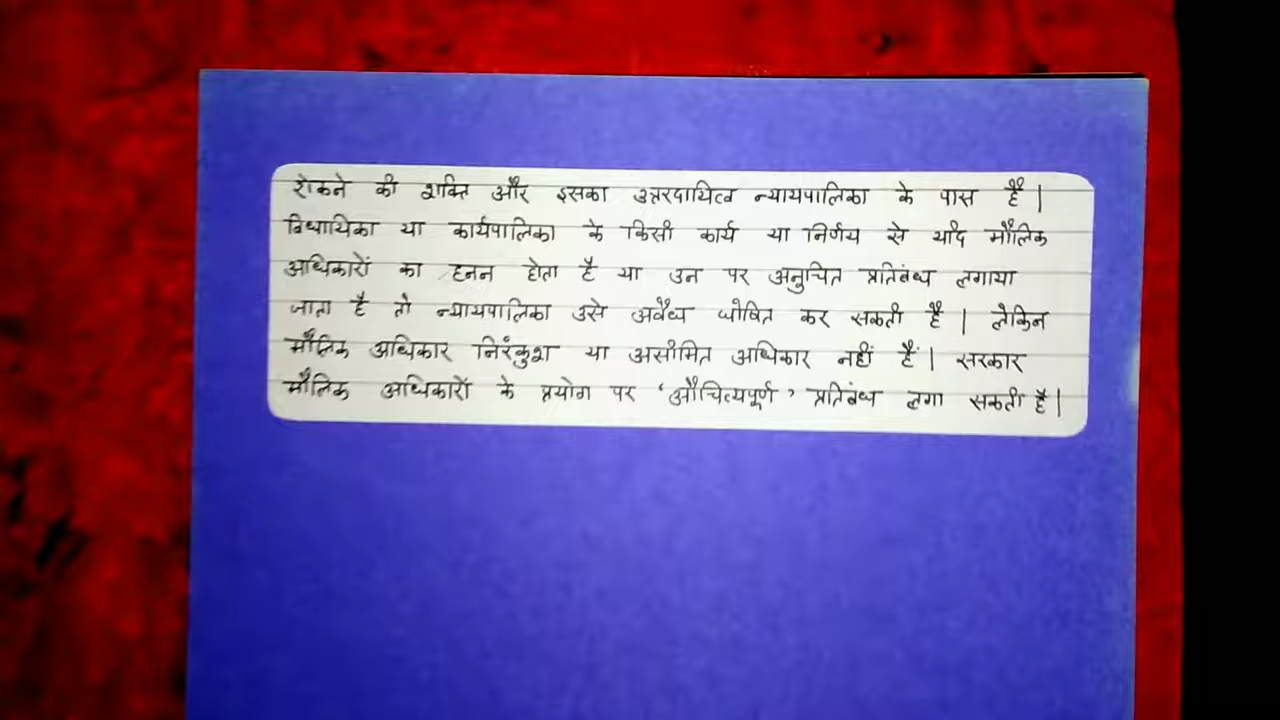 रोकने की शक्ति और इसका उत्तरदायित्व न्यायपालिका के पास है |
विधायिका या कार्यपालिका के किसी कार्य या निर्णय से यदि मौलिक
अधिकारों का हनन होता है या उन पर अनुचित प्रतिबंध लगाया
जाता है तो न्यायपालिका उसे अवैध घोषित कर सकती है | लेकिन
मौलिक अधिकार निरंकुश या असीमित अधिकार नहीं हैं | सरकार
मौलिक अधिकारों के प्रयोग पर ‘औचित्यपूर्ण’ प्रतिबंध लगा सकती है |